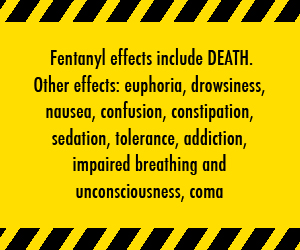 Fentanyl effects include DEATH.
Other effects: euphoria, drowsiness,
nausea, confusion, constipation,
sedation, tolerance, addiction,
impaired breathing and
unconsciousness, coma